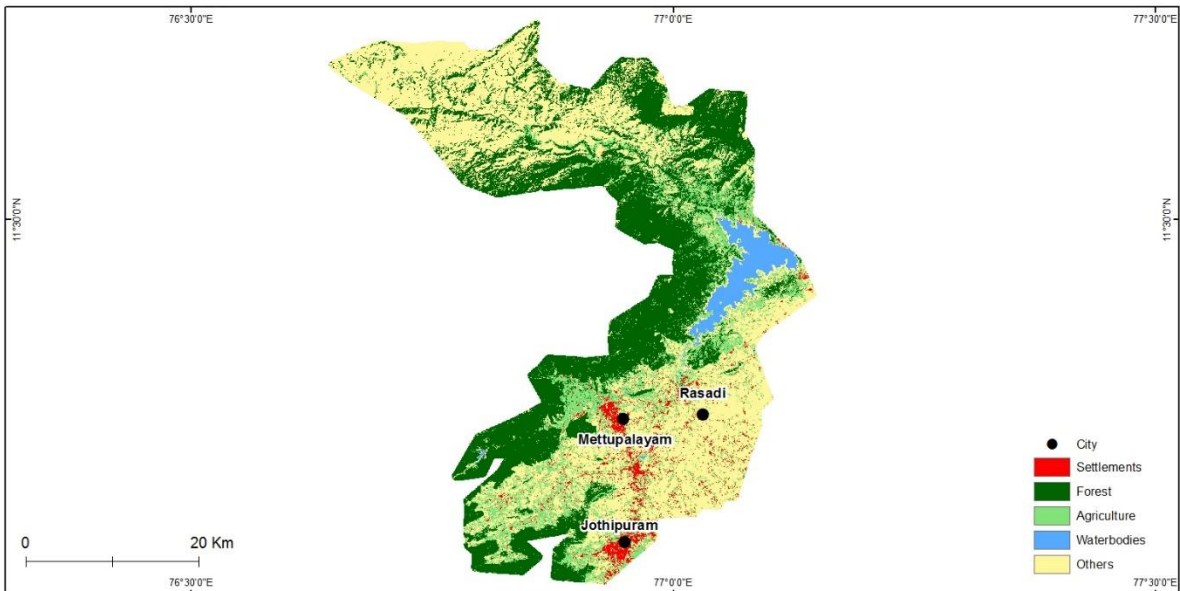 76°30'0"E 77°0'0"E 77°30'0"E
11°30'0"N 11°30'0"N
Rasadi
Mettupalayam
Jothipuram
City
Settlements
Forest
Agriculture
Waterbodies
Others
0 20 Km
76°30'0"E 77°0'0"E 77°30'0"E